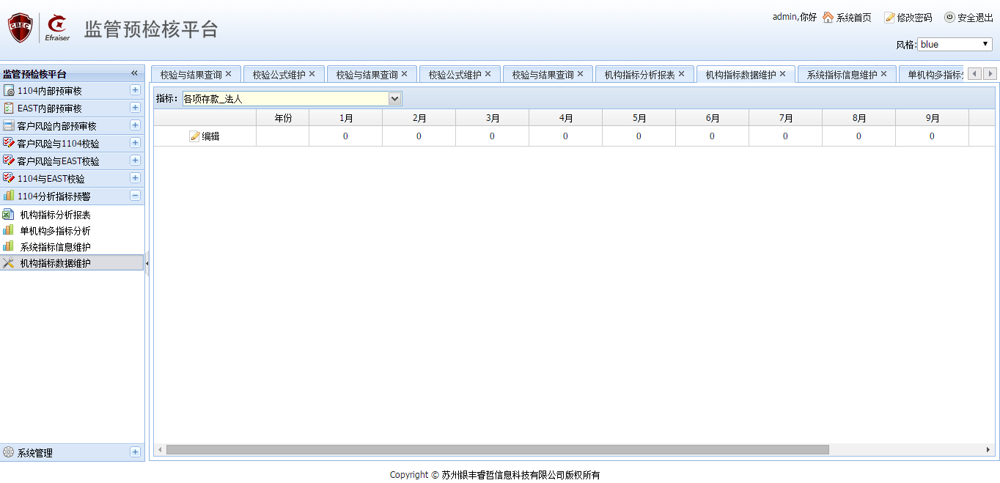 CBEC
Efraiser
监管预检核平台
admin,你好 系统首页 修改密码 安全退出
风格: blue
监管预检核平台
1104内部预审核
EAST内部预审核
客户风险内部预审核
客户风险与1104校验
客户风险与EAST校验
1104与EAST校验
1104分析指标预警
机构指标分析报表
单机构多指标分析
系统指标信息维护
机构指标数据维护
系统管理
校验与结果查询 校验公式维护 校验与结果查询 校验公式维护 校验与结果查询 机构指标分析报表 机构指标数据维护 系统指标信息维护 单机构多指标
指标: 各项存款_法人
年份 1月 2月 3月 4月 5月 6月 7月 8月 9月
编辑 0 0 0 0 0 0 0 0 0
Copyright © 苏州银丰睿哲信息科技有限公司版权所有